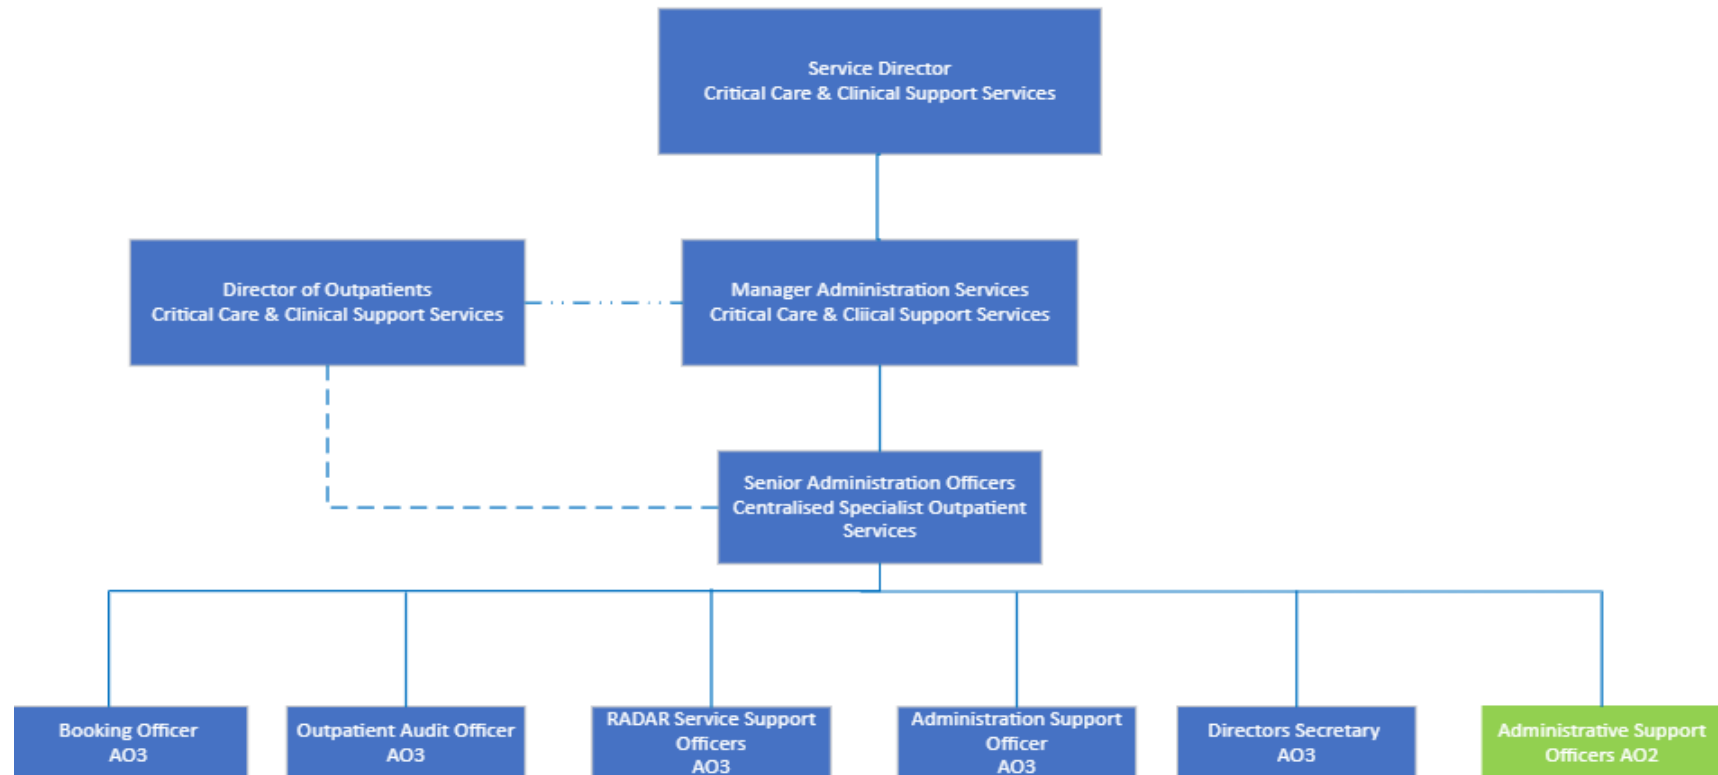 Service Director
Critical Care & Clinical Support Services
Director of Outpatients
Critical Care & Clinical Support Services
Manager Administration Services
Critical Care & Cliical Support Services
Senior Administration Officers
Centralised Specialist Outpatient
Services
Booking Officer
AO3
Outpatient Audit Officer
AO3
RADAR Service Support
Officers
AO3
Administration Support
Officer
AO3
Directors Secretary
AO3
Administrative Support
Officers AO2